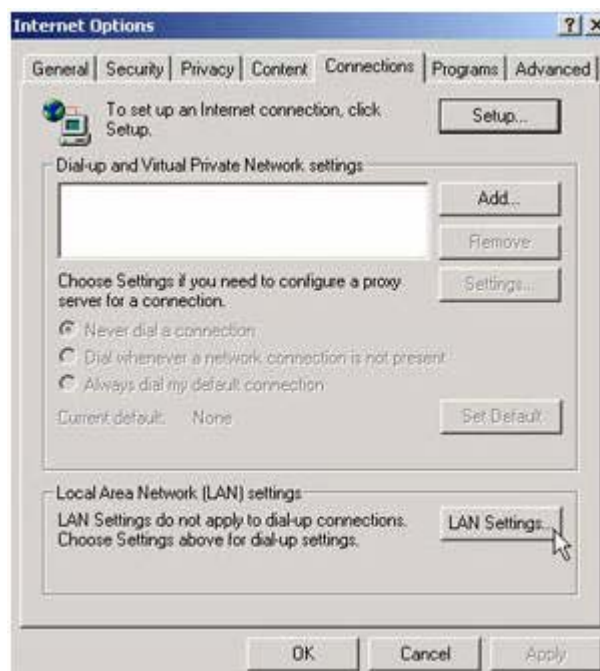 Internet Options
General Security Privacy Content Connections Programs Advanced
To set up an Internet connection, click
Setup.
Setup...
Dial-up and Virtual Private Network settings
Add...
Remove
Choose Settings if you need to configure a proxy
server for a connection.
Settings...
Never dial a connection
Dial whenever a network connection is not present
Always dial my default connection
Current default: None
Set Default
Local Area Network (LAN) settings
LAN Settings do not apply to dial-up connections.
Choose Settings above for dial-up settings.
LAN Settings...
OK Cancel Apply